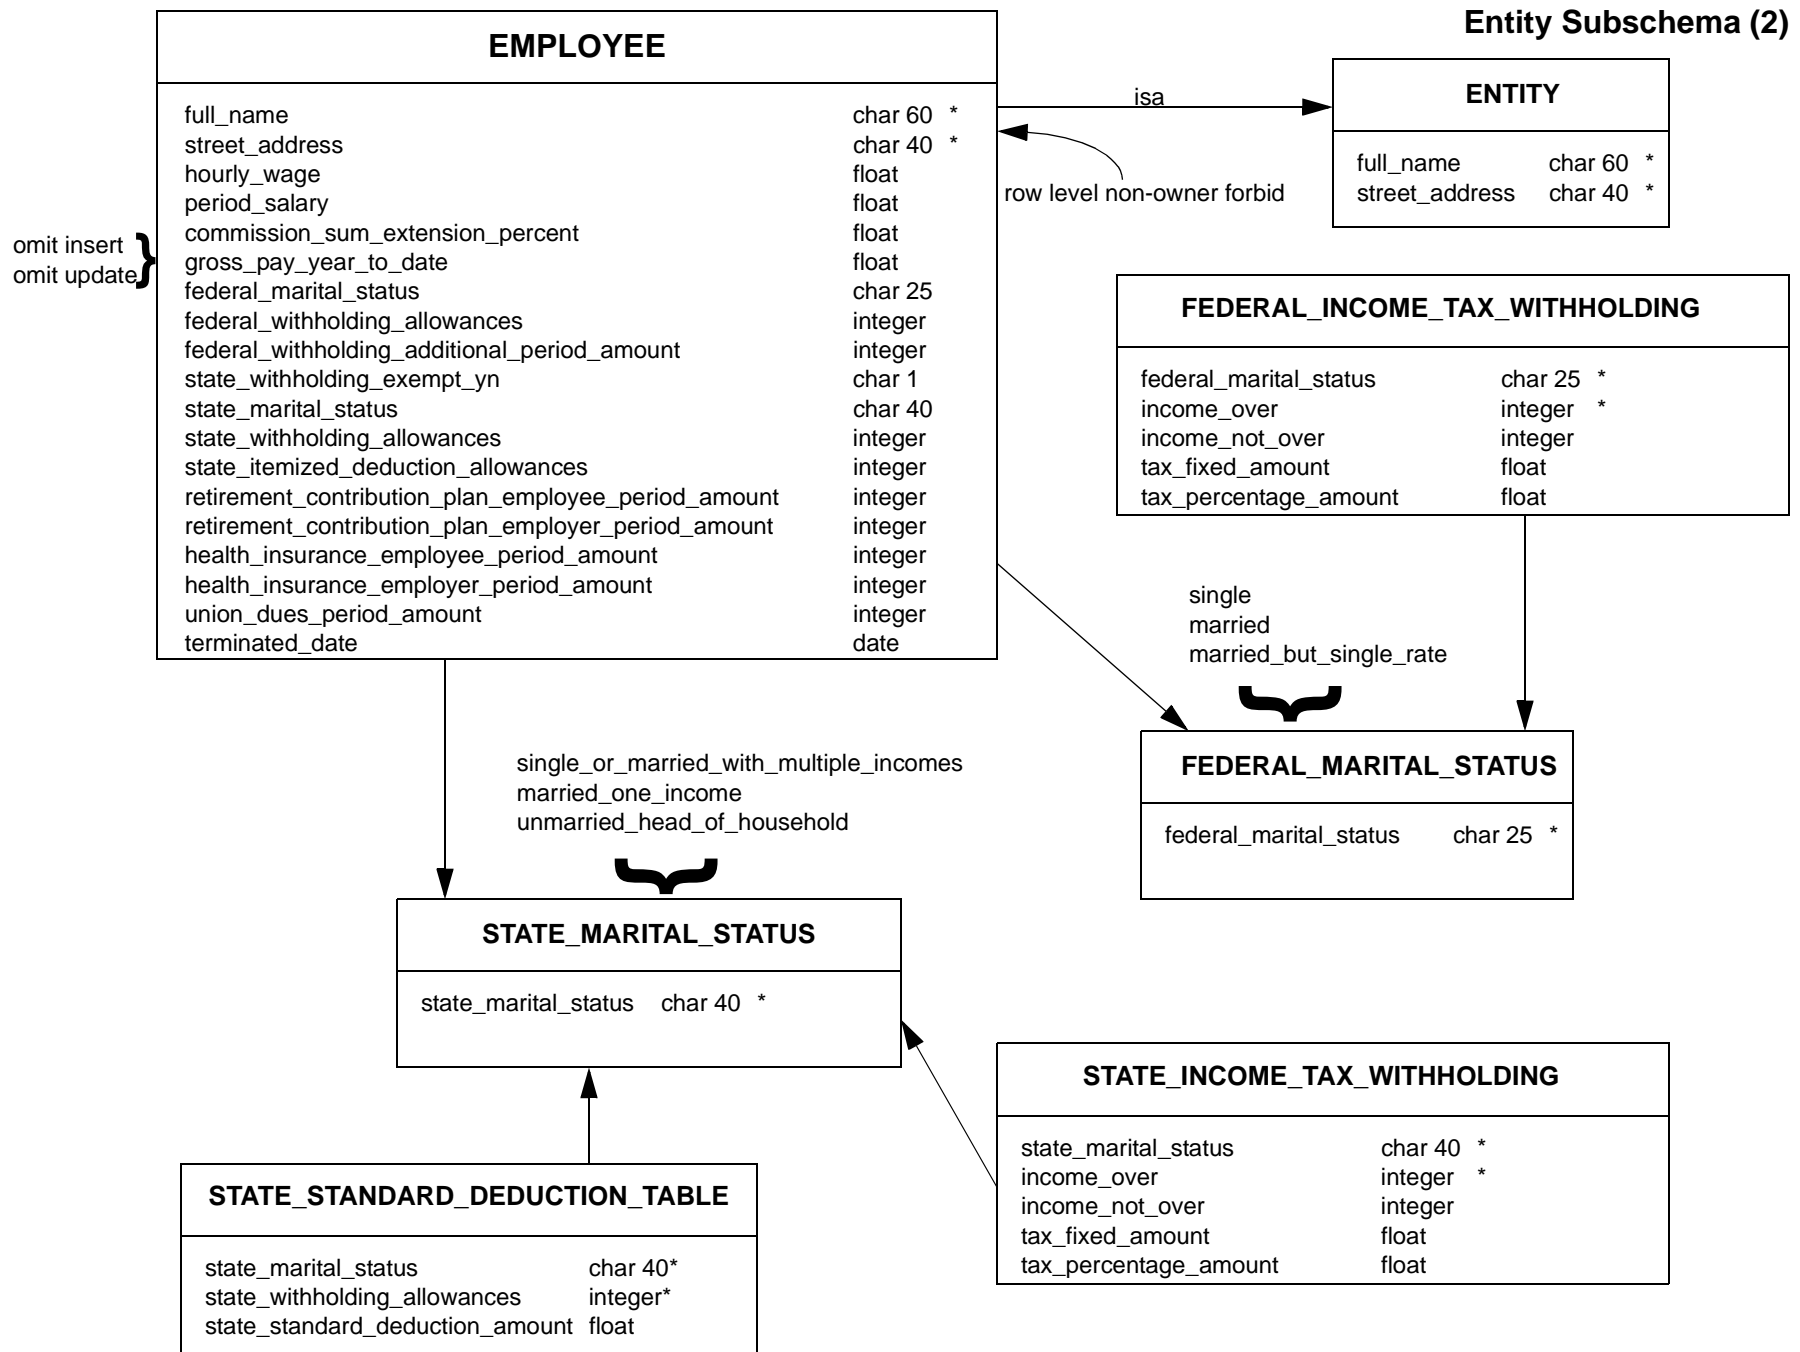 Entity Subschema (2)
EMPLOYEE
full_name char 60 *
street_address char 40 *
hourly_wage float
period_salary float
commission_sum_extension_percent float
gross_pay_year_to_date float
federal_marital_status char 25
federal_withholding_allowances integer
federal_withholding_additional_period_amount integer
state_withholding_exempt_yn char 1
state_marital_status char 40
state_withholding_allowances integer
state_itemized_deduction_allowances integer
retirement_contribution_plan_employee_period_amount integer
retirement_contribution_plan_employer_period_amount integer
health_insurance_employee_period_amount integer
health_insurance_employer_period_amount integer
union_dues_period_amount integer
terminated_date date
omit insert
omit update
isa
row level non-owner forbid
ENTITY
full_name char 60 *
street_address char 40 *
FEDERAL_INCOME_TAX_WITHHOLDING
federal_marital_status char 25 *
income_over integer *
income_not_over integer
tax_fixed_amount float
tax_percentage_amount float
single
married
married_but_single_rate
FEDERAL_MARITAL_STATUS
federal_marital_status char 25 *
single_or_married_with_multiple_incomes
married_one_income
unmarried_head_of_household
STATE_MARITAL_STATUS
state_marital_status char 40 *
STATE_INCOME_TAX_WITHHOLDING
state_marital_status char 40 *
income_over integer *
income_not_over integer
tax_fixed_amount float
tax_percentage_amount float
STATE_STANDARD_DEDUCTION_TABLE
state_marital_status char 40*
state_withholding_allowances integer*
state_standard_deduction_amount float